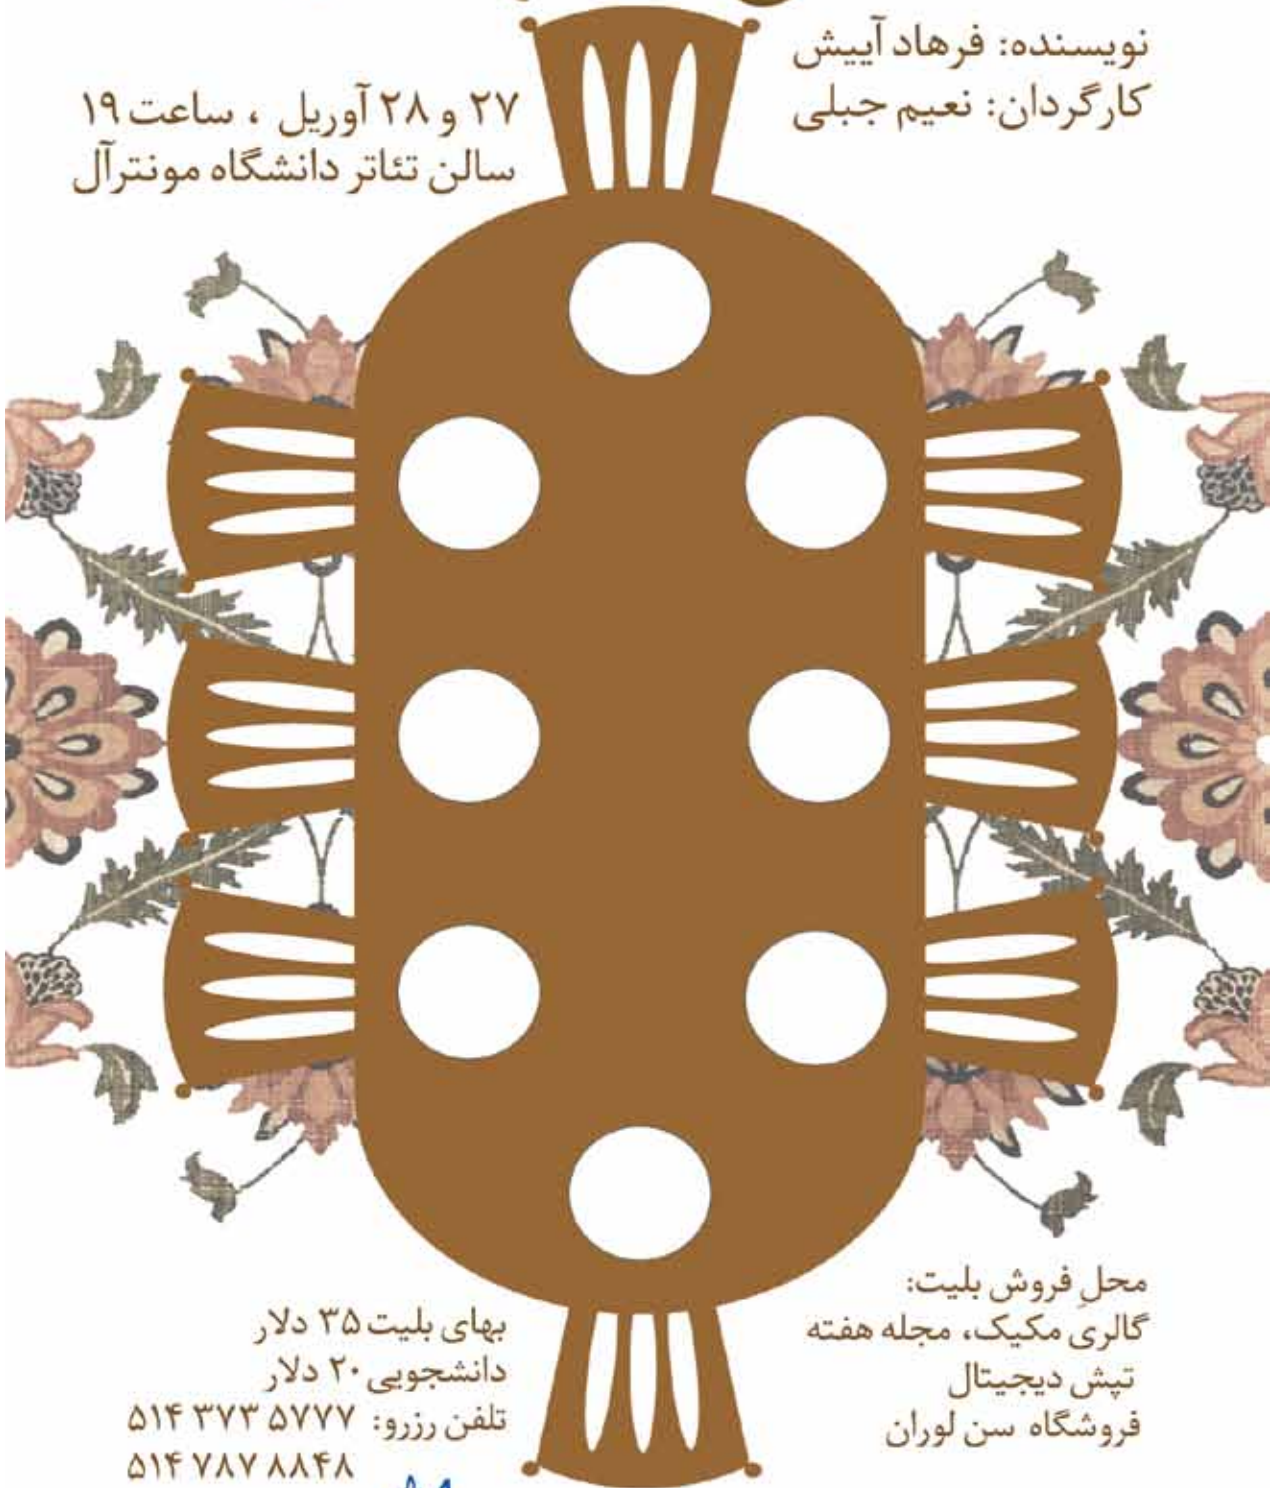 نویسنده: فرهاد آییش
کارگردان: نعیم جبلی
۲۷ و ۲۸ آوریل ، ساعت ۱۹
سالن تئاتر دانشگاه مونترآل
محلِ فروش بلیت:
گالری مکیک، مجله هفته
تپش دیجیتال
فروشگاه سن لوران
بهای بلیت ۳۵ دلار
دانشجویی ۲۰ دلار
تلفن رزرو: ۵۱۴ ۳۷۳ ۵۷۷۷
۵۱۴ ۷۸۷ ۸۸۴۸